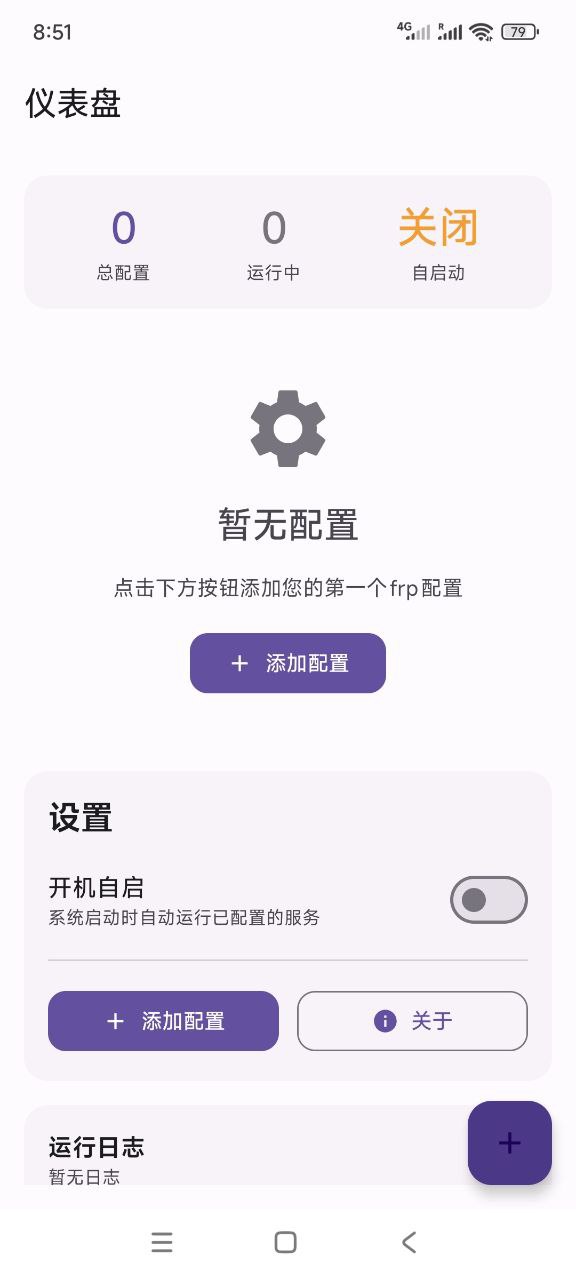 8:51
4G R 79
仪表盘
0 0 关闭
总配置 运行中 自启动
暂无配置
点击下方按钮添加您的第一个frp配置
+ 添加配置
设置
开机自启
系统启动时自动运行已配置的服务
+ 添加配置 关于
运行日志
暂无日志
+